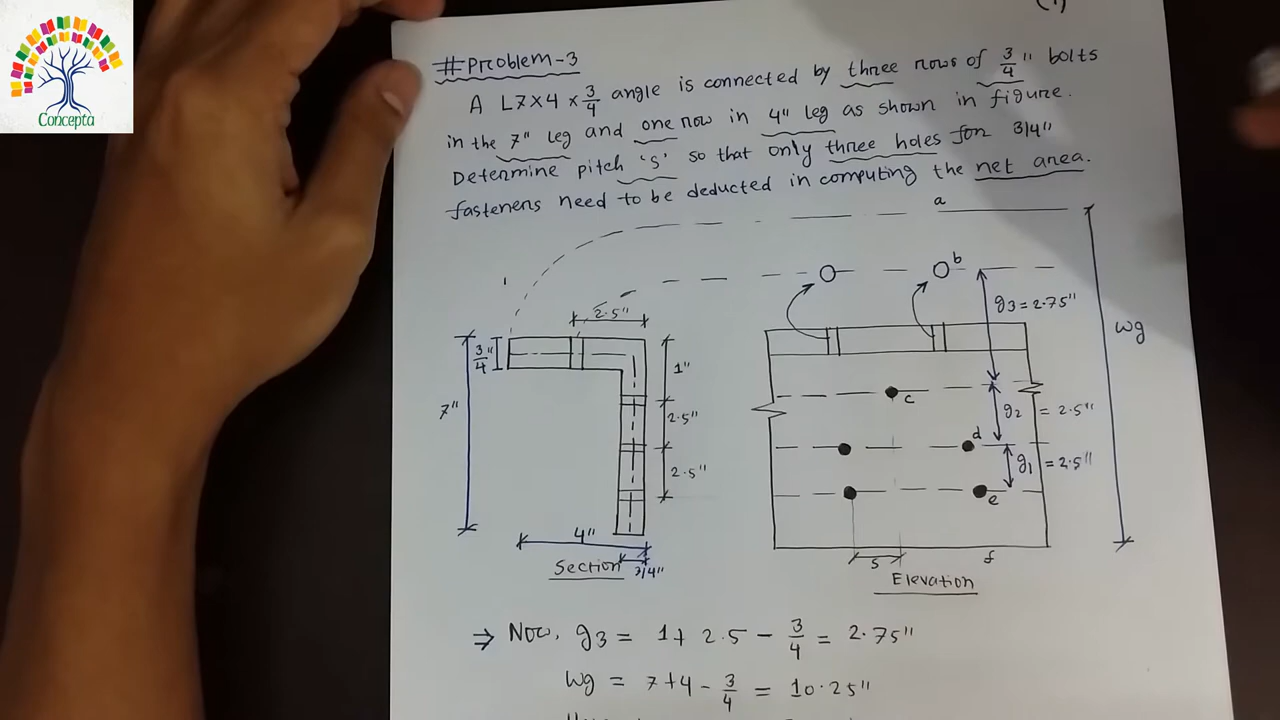 Concepta
(1)
#Problem-3
A L7×4×3/4 angle is connected by three rows of 3/4" bolts
in the 7" leg and one row in 4" leg as shown in figure.
Determine pitch 'S' so that only three holes for 3/4"
fasteners need to be deducted in computing the net area.
a
b
g3 = 2.75"
wg
2.5"
3/4"
1"
7"
2.5"
2.5"
c
g2 = 2.5"
d
g1 = 2.5"
e
4"
3/4"
Section
s
f
Elevation
⇒ Now, g3 = 1 + 2.5 - 3/4 = 2.75"
wg = 7+4 - 3/4 = 10.25"